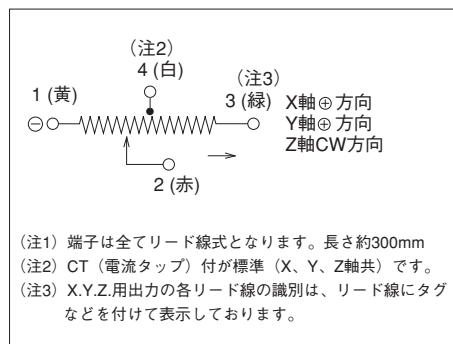 （注2）
4 (白)
（注3）
1 (黄)
3 (緑)
X軸⊕方向
⊖
Y軸⊕方向
Z軸CW方向
2 (赤)
（注1）端子は全てリード線式となります。長さ約300mm
（注2）CT（電流タップ）付が標準（X、Y、Z軸共）です。
（注3）X.Y.Z.用出力の各リード線の識別は、リード線にタグ
などを付けて表示しております。